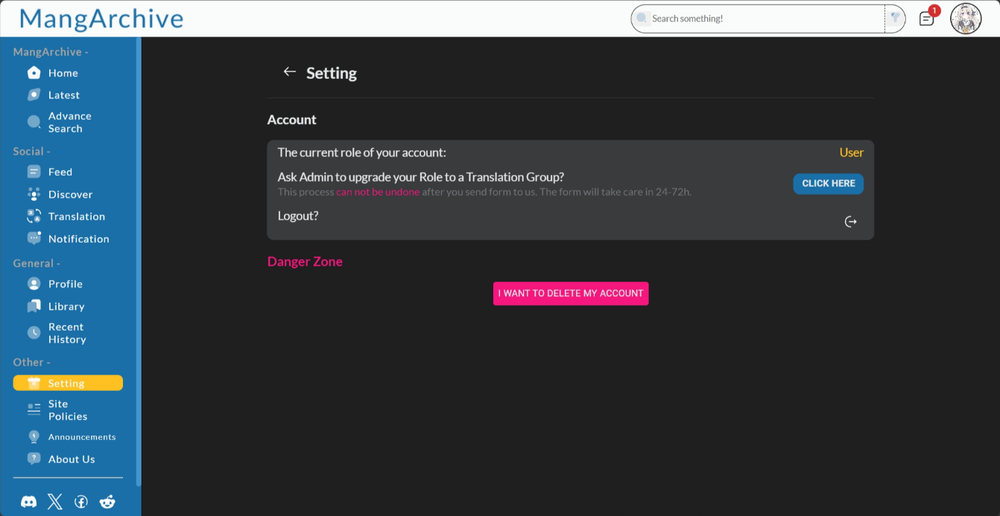 MangArchive
Search something!
1
MangArchive -
Home
Latest
Advance
Search
Social -
Feed
Discover
Translation
Notification
General -
Profile
Library
Recent
History
Other -
Setting
Site
Policies
Announcements
About Us
Setting
Account
The current role of your account:
User
Ask Admin to upgrade your Role to a Translation Group?
This process can not be undone after you send form to us. The form will take care in 24-72h.
CLICK HERE
Logout?
Danger Zone
I WANT TO DELETE MY ACCOUNT